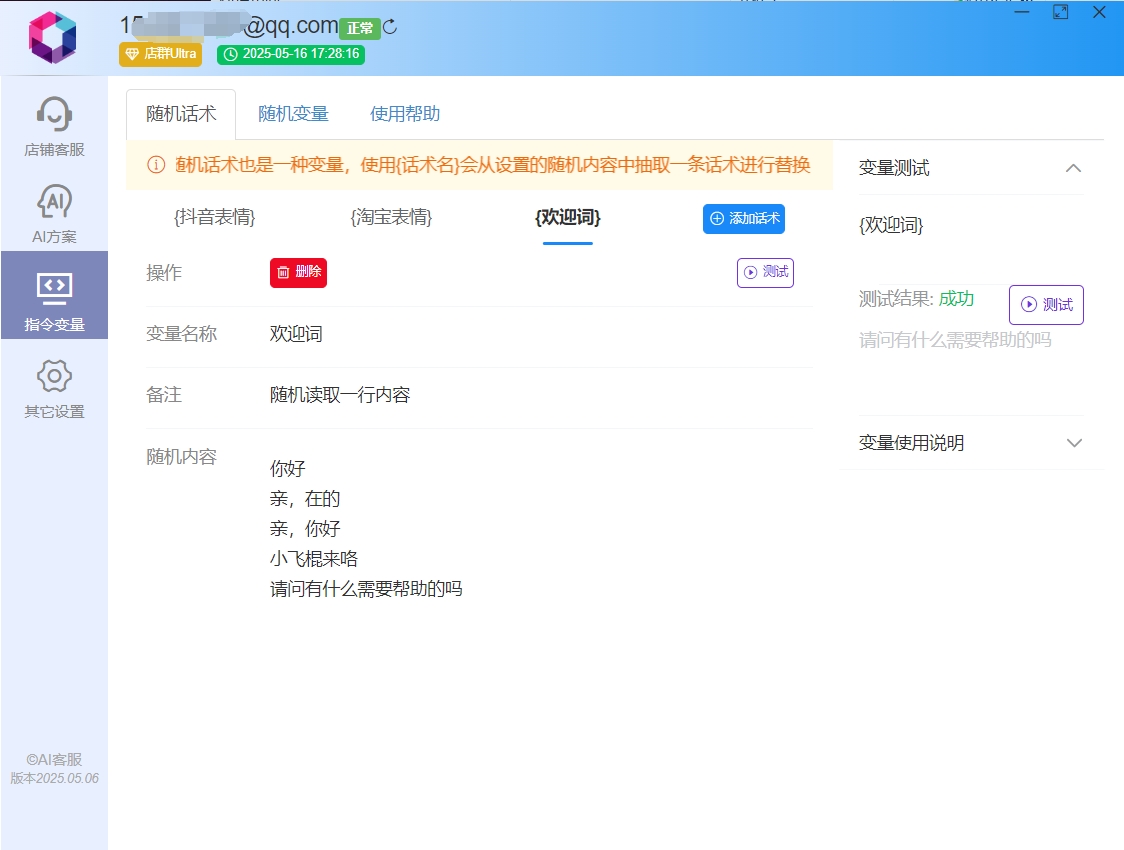 @qq.com 正常
店群Ultra 2025-05-16 17:28:16
店铺客服
AI方案
指令变量
其它设置
©AI客服
版本2025.05.06
随机话术 随机变量 使用帮助
随机话术也是一种变量，使用{话术名}会从设置的随机内容中抽取一条话术进行替换
{抖音表情} {淘宝表情} {欢迎词} 添加话术
操作 删除 测试
变量名称 欢迎词
备注 随机读取一行内容
随机内容
你好
亲，在的
亲，你好
小飞棍来咯
请问有什么需要帮助的吗
变量测试
{欢迎词}
测试结果: 成功 测试
请问有什么需要帮助的吗
变量使用说明